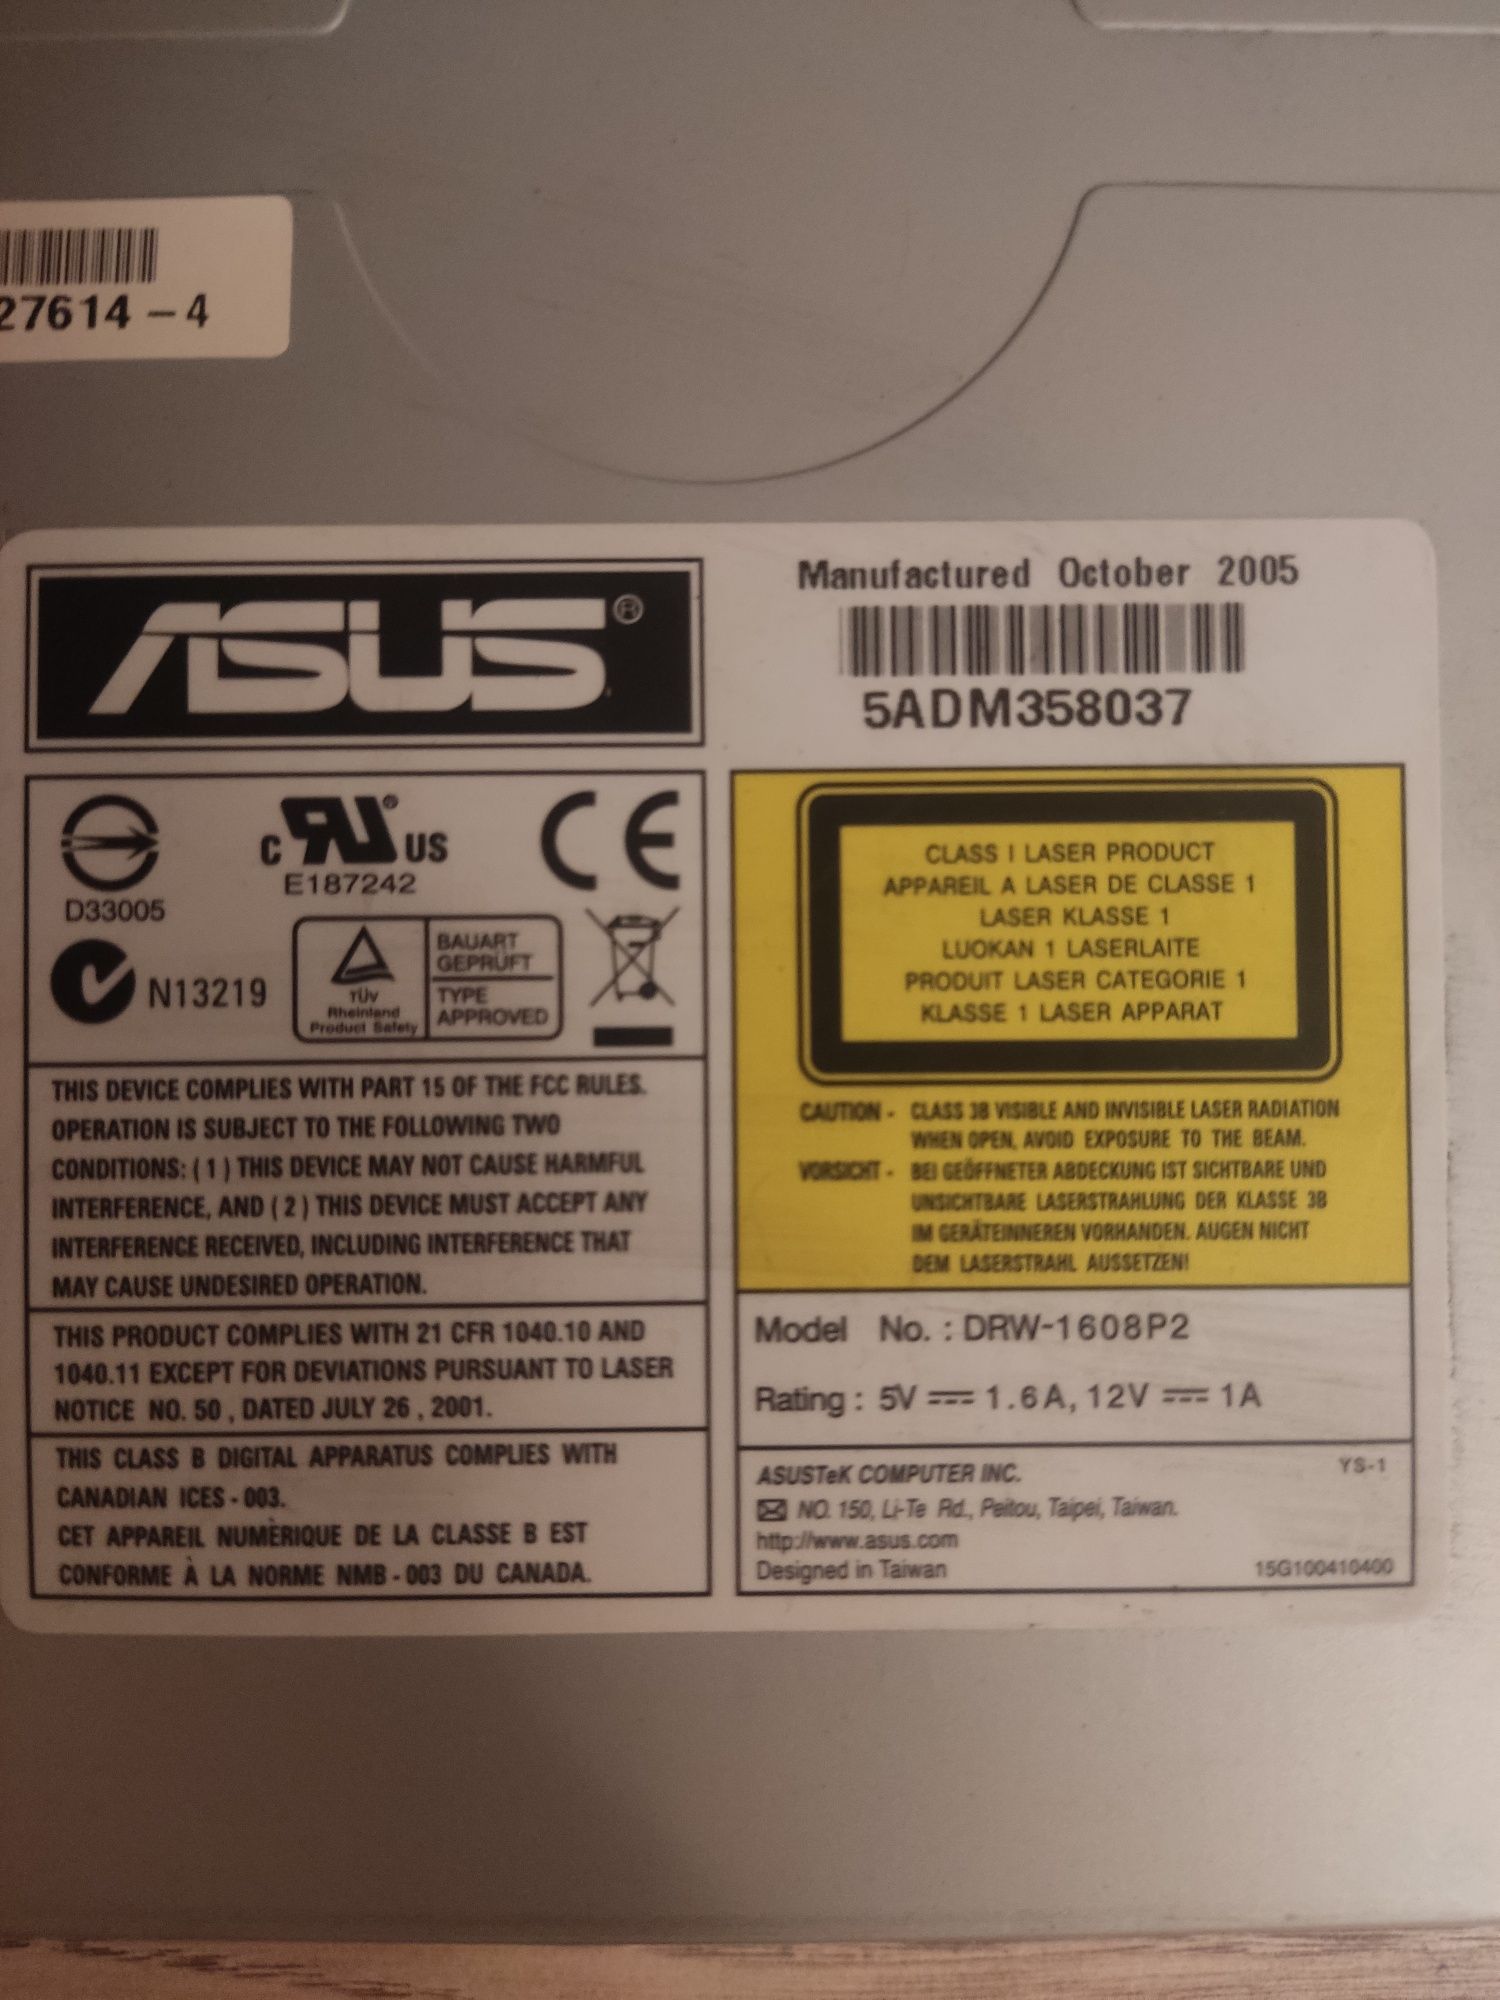 27614-4
ASUS®
Manufactured October 2005
5ADM358037
D33005
C RU® US
E187242
CE
N13219
TÜV
Rheinland
Product Safety
BAUART
GEPRÜFT
TYPE
APPROVED
THIS DEVICE COMPLIES WITH PART 15 OF THE FCC RULES.
OPERATION IS SUBJECT TO THE FOLLOWING TWO
CONDITIONS: ( 1 ) THIS DEVICE MAY NOT CAUSE HARMFUL
INTERFERENCE, AND ( 2 ) THIS DEVICE MUST ACCEPT ANY
INTERFERENCE RECEIVED, INCLUDING INTERFERENCE THAT
MAY CAUSE UNDESIRED OPERATION.
THIS PRODUCT COMPLIES WITH 21 CFR 1040.10 AND
1040.11 EXCEPT FOR DEVIATIONS PURSUANT TO LASER
NOTICE NO. 50 , DATED JULY 26 , 2001.
THIS CLASS B DIGITAL APPARATUS COMPLIES WITH
CANADIAN ICES - 003.
CET APPAREIL NUMÈRIQUE DE LA CLASSE B EST
CONFORME À LA NORME NMB - 003 DU CANADA.
CLASS I LASER PRODUCT
APPAREIL A LASER DE CLASSE 1
LASER KLASSE 1
LUOKAN 1 LASERLAITE
PRODUIT LASER CATEGORIE 1
KLASSE 1 LASER APPARAT
CAUTION - CLASS 3B VISIBLE AND INVISIBLE LASER RADIATION
WHEN OPEN, AVOID EXPOSURE TO THE BEAM.
VORSICHT - BEI GEÖFFNETER ABDECKUNG IST SICHTBARE UND
UNSICHTBARE LASERSTRAHLUNG DER KLASSE 3B
IM GERÄTEINNEREN VORHANDEN. AUGEN NICHT
DEM LASERSTRAHL AUSSETZEN!
Model No. : DRW-1608P2
Rating : 5V ⎓ 1.6A, 12V ⎓ 1A
ASUSTeK COMPUTER INC. YS-1
NO. 150, Li-Te Rd., Peitou, Taipei, Taiwan.
http://www.asus.com
Designed in Taiwan 15G100410400